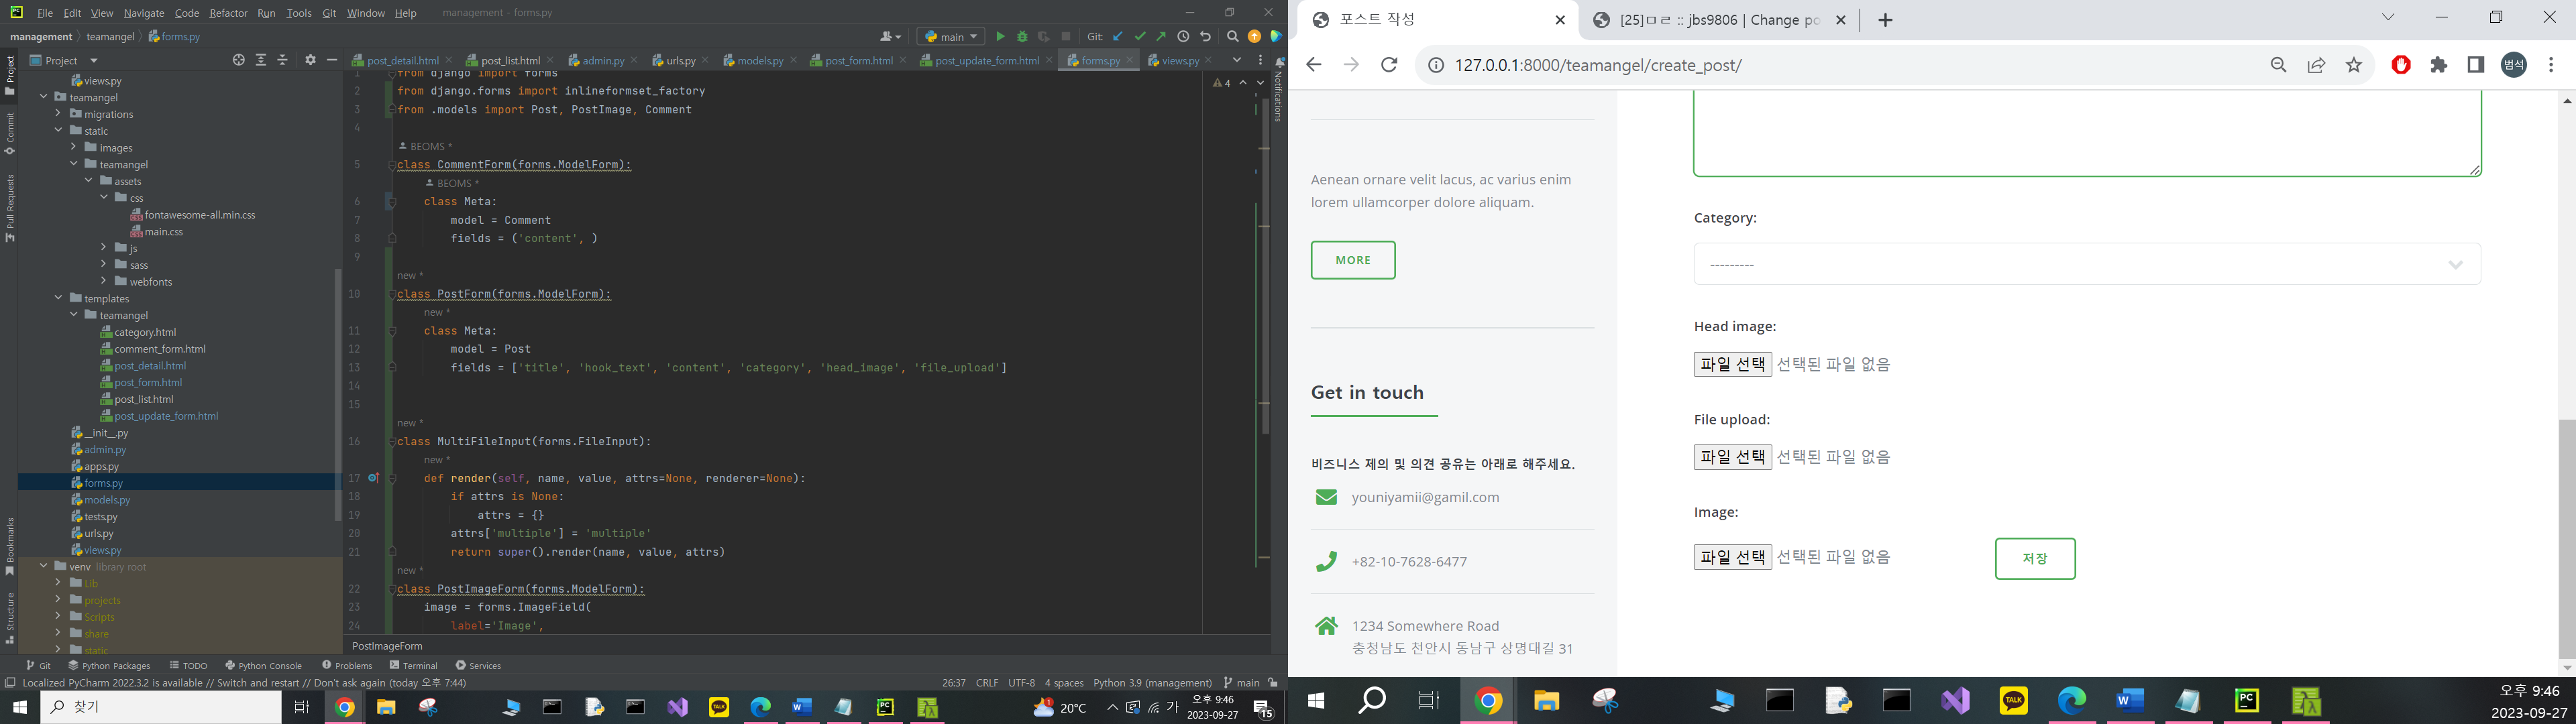 File Edit View Navigate Code Refactor Run Tools Git Window Help management - forms.py
management teamangel forms.py
main Git:
Project
post_detail.html post_list.html admin.py urls.py models.py post_form.html post_update_form.html forms.py views.py
Project
Commit
Pull Requests
Bookmarks
Structure
Notifications
views.py
teamangel
migrations
static
images
teamangel
assets
css
fontawesome-all.min.css
main.css
js
sass
webfonts
templates
teamangel
category.html
comment_form.html
post_detail.html
post_form.html
post_list.html
post_update_form.html
__init__.py
admin.py
apps.py
forms.py
models.py
tests.py
urls.py
views.py
venv library root
Lib
projects
Scripts
share
static
4
1 from django import forms
2 from django.forms import inlineformset_factory
3 from .models import Post, PostImage, Comment
4
BEOMS *
5 class CommentForm(forms.ModelForm):
BEOMS *
6 class Meta:
7 model = Comment
8 fields = ('content', )
9
new *
10 class PostForm(forms.ModelForm):
new *
11 class Meta:
12 model = Post
13 fields = ['title', 'hook_text', 'content', 'category', 'head_image', 'file_upload']
14
15
new *
16 class MultiFileInput(forms.FileInput):
new *
17 def render(self, name, value, attrs=None, renderer=None):
18 if attrs is None:
19 attrs = {}
20 attrs['multiple'] = 'multiple'
21 return super().render(name, value, attrs)
new *
22 class PostImageForm(forms.ModelForm):
23 image = forms.ImageField(
24 label='Image',
PostImageForm
Git Python Packages TODO Python Console Problems Terminal Services
Localized PyCharm 2022.3.2 is available // Switch and restart // Don't ask again (today 오후 7:44)
26:37 CRLF UTF-8 4 spaces Python 3.9 (management) main
찾기
TALK
20°C
가
오후 9:46
2023-09-27
15
포스트 작성
[25]ㅁㄹ :: jbs9806 | Change po
127.0.0.1:8000/teamangel/create_post/
범석
Aenean ornare velit lacus, ac varius enim
lorem ullamcorper dolore aliquam.
MORE
Get in touch
비즈니스 제의 및 의견 공유는 아래로 해주세요.
youniyamii@gamil.com
+82-10-7628-6477
1234 Somewhere Road
충청남도 천안시 동남구 상명대길 31
Category:
---------
Head image:
파일 선택 선택된 파일 없음
File upload:
파일 선택 선택된 파일 없음
Image:
파일 선택 선택된 파일 없음
저장
TALK
오후 9:46
2023-09-27